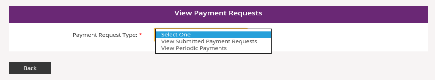 View Payment Requests
Payment Request Type: *
Select One
View Submitted Payment Requests
View Periodic Payments
Back